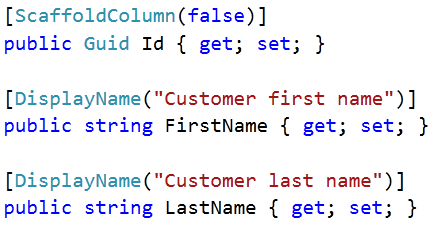 [ScaffoldColumn(false)]
public Guid Id { get; set; }
[DisplayName("Customer first name")]
public string FirstName { get; set; }
[DisplayName("Customer last name")]
public string LastName { get; set; }